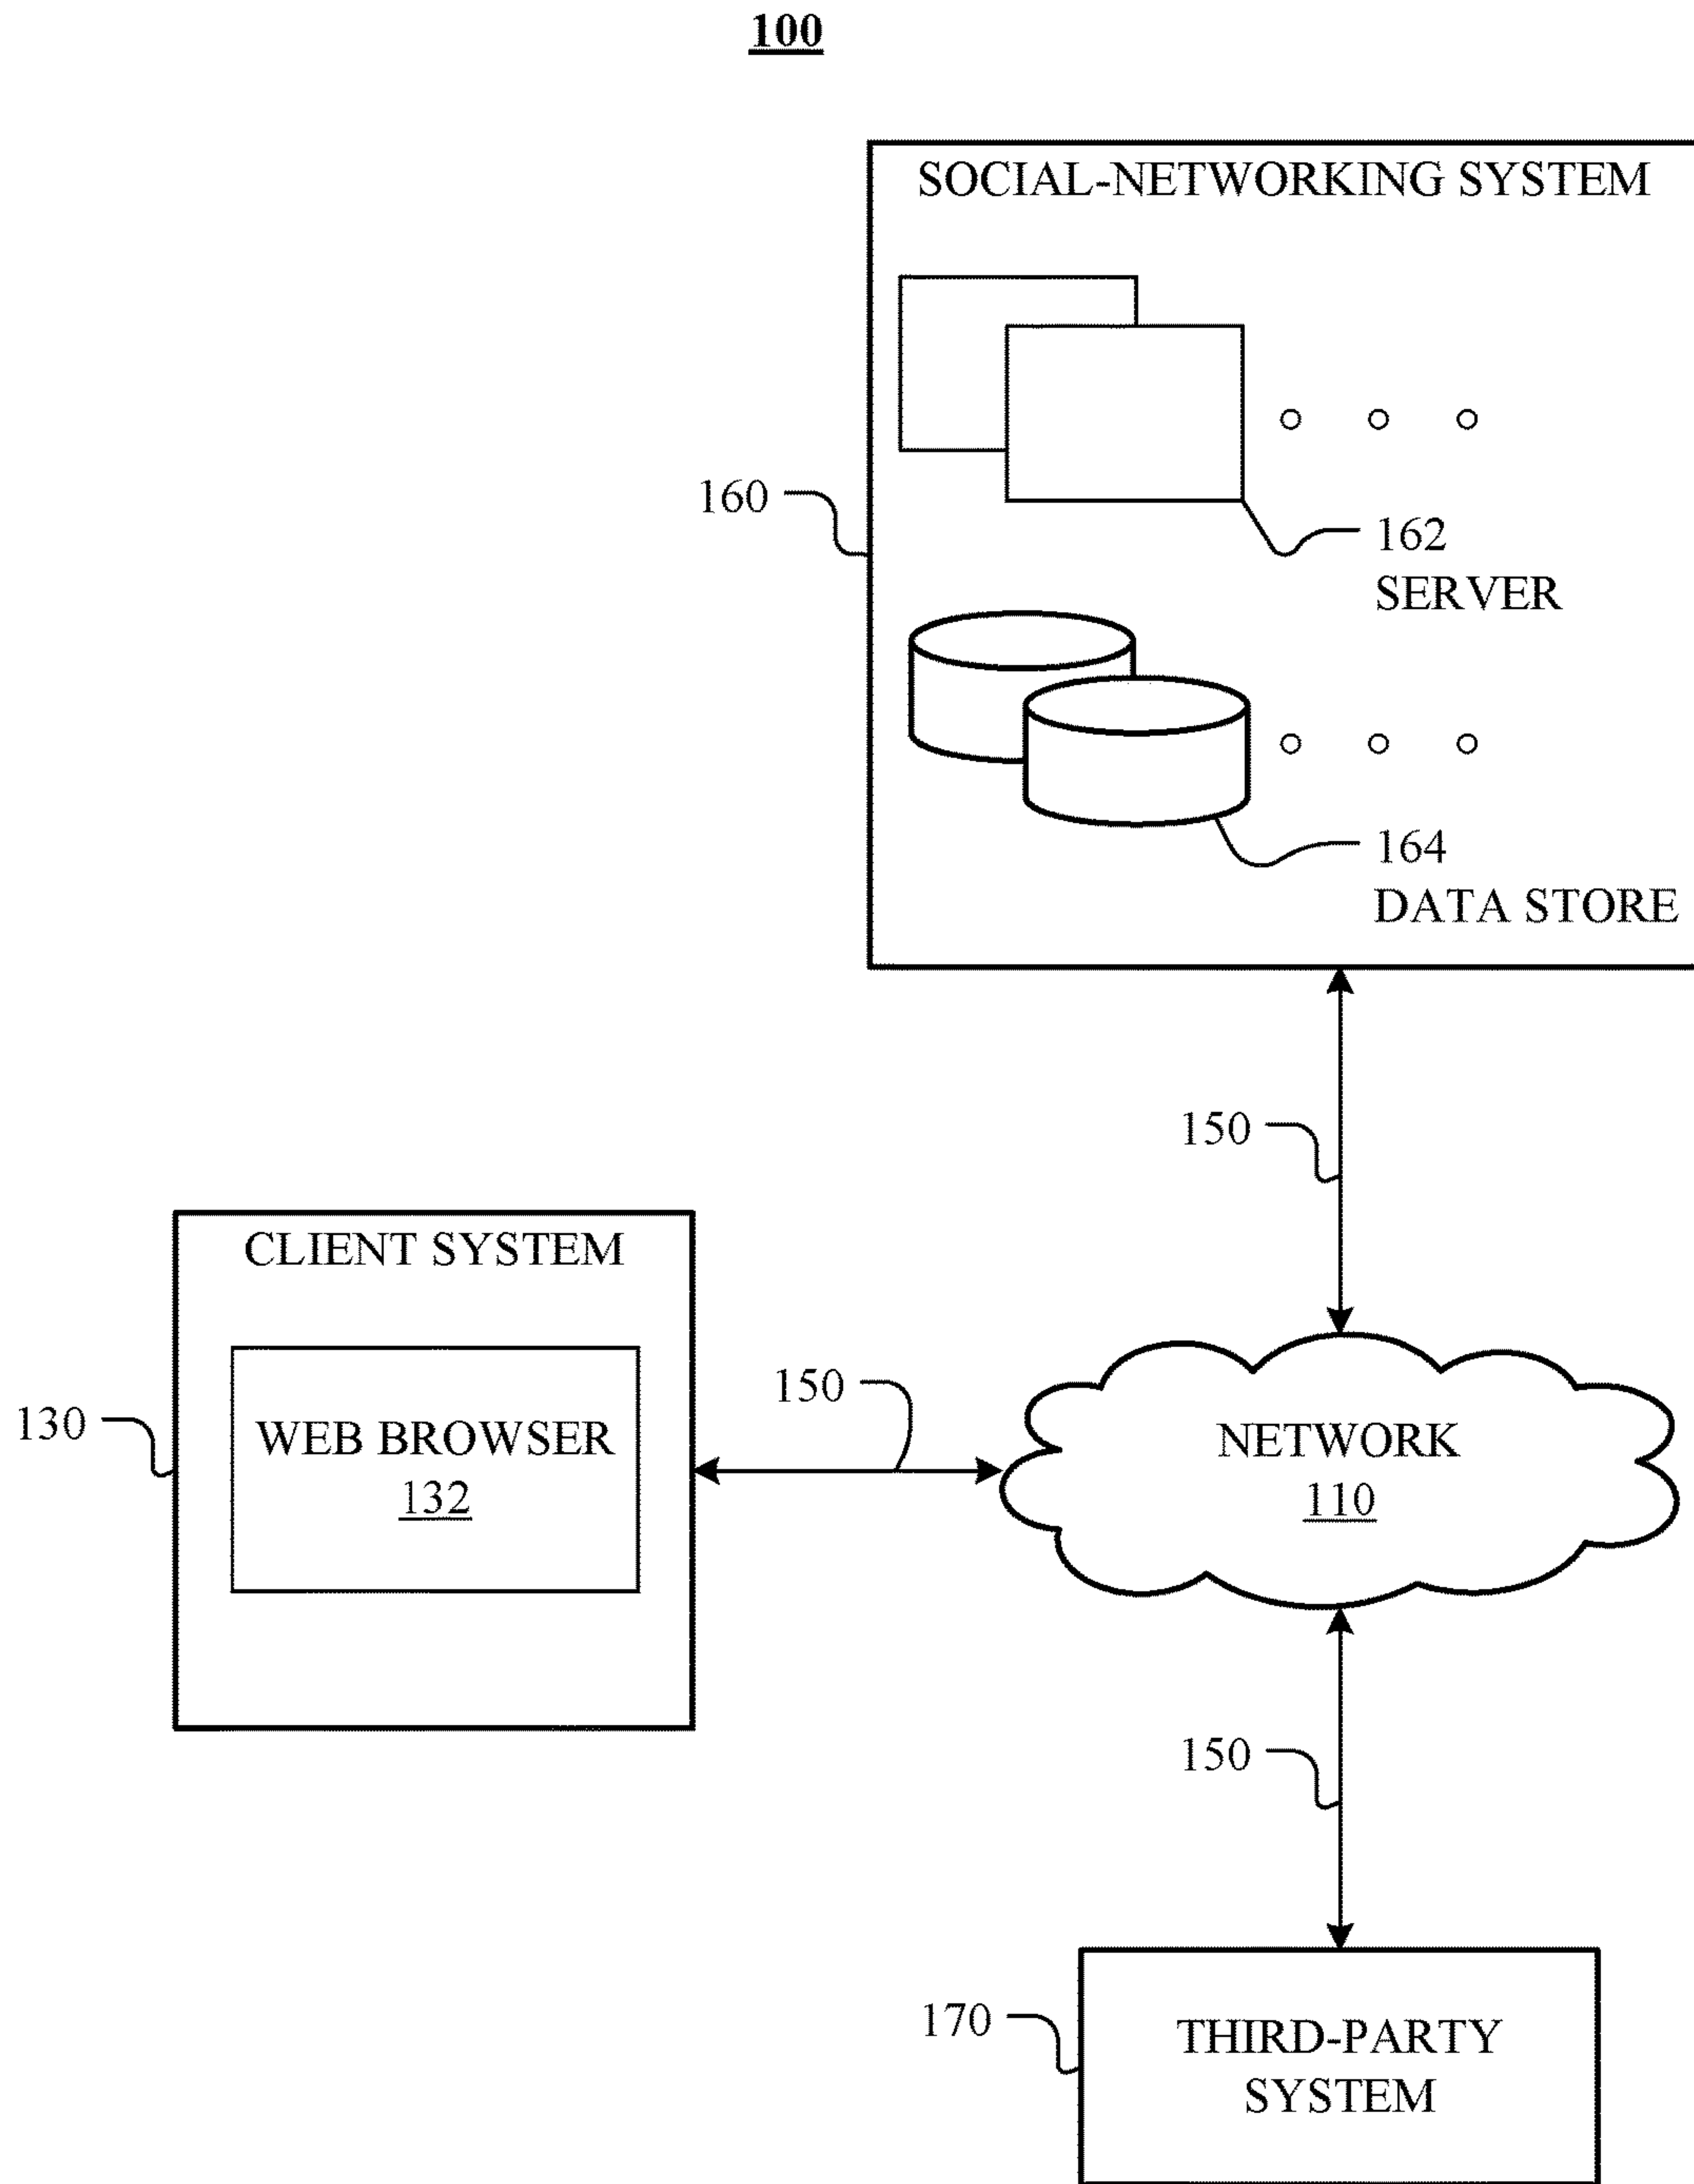 100
SOCIAL-NETWORKING SYSTEM
160
162
SERVER
164
DATA STORE
150
CLIENT SYSTEM
130
WEB BROWSER
132
150
NETWORK
110
150
170
THIRD-PARTY
SYSTEM